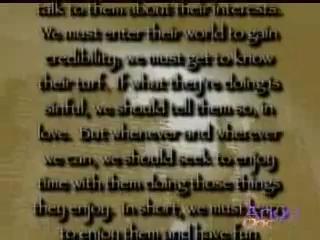 talk to them about their interests.
We must enter their world to gain
credibility; we must get to know
their turf. If what they're doing is
sinful, we should tell them so, in
love. But whenever and wherever
we can, we should seek to enjoy
time with them doing those things
they enjoy. In short, we must try
to enjoy them and have fun